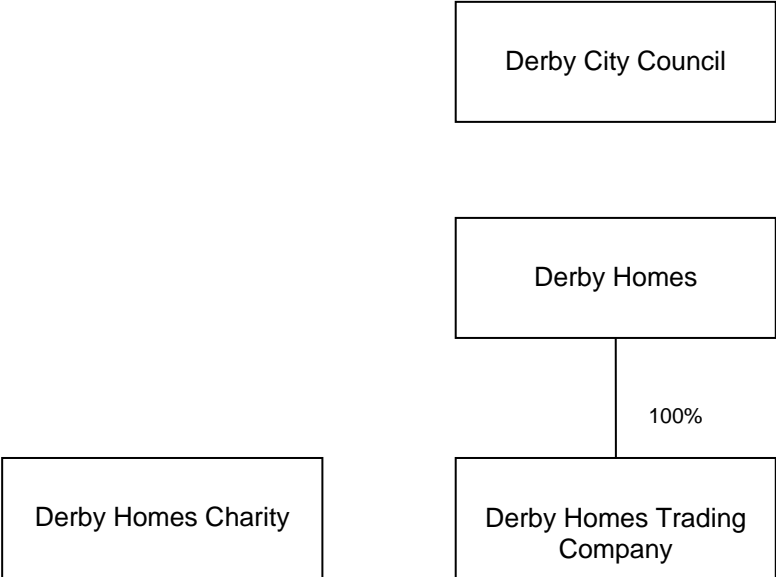 Derby City Council
Derby Homes
100%
Derby Homes Charity
Derby Homes Trading
Company